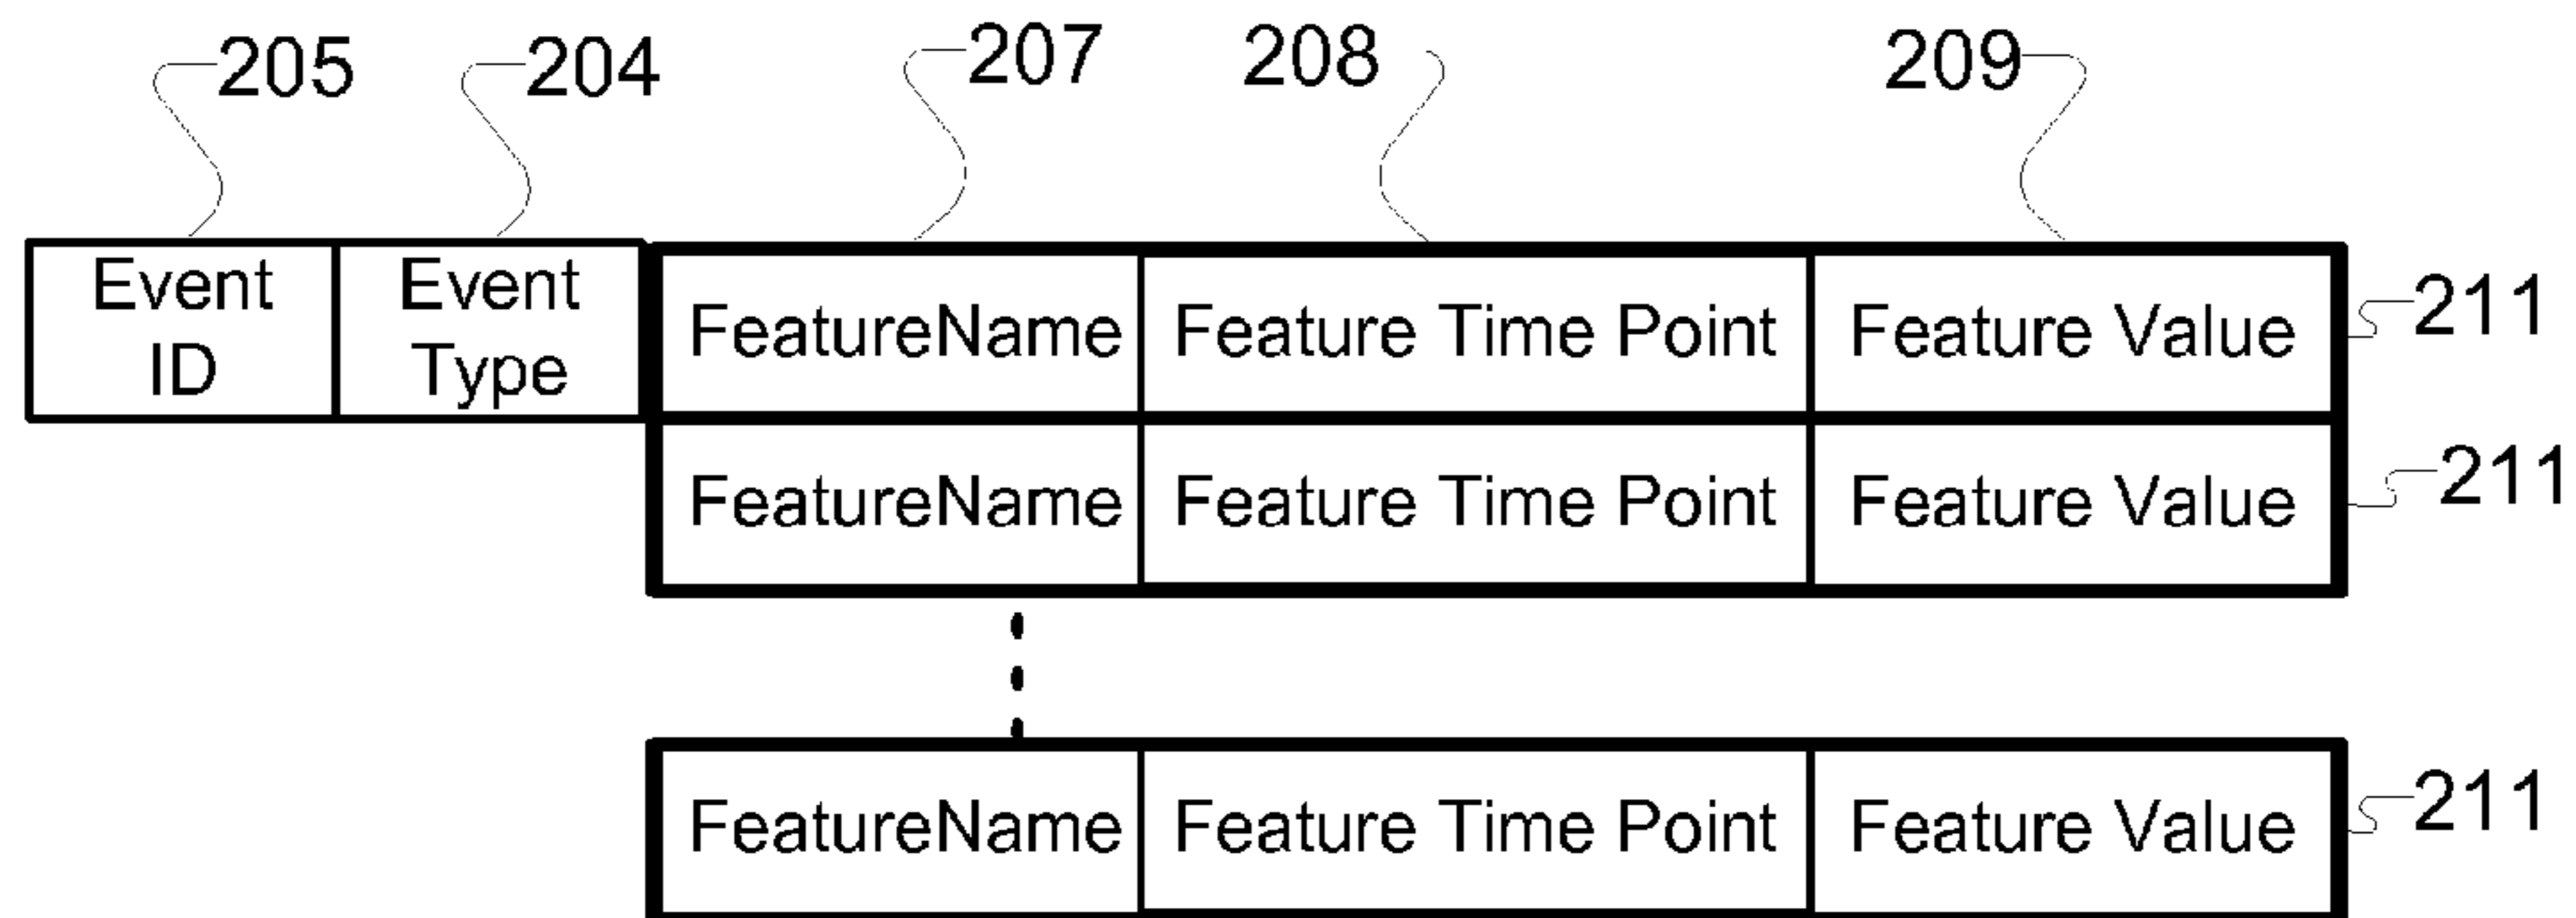 205 204 207 208 209
Event ID Event Type FeatureName Feature Time Point Feature Value 211
FeatureName Feature Time Point Feature Value 211
FeatureName Feature Time Point Feature Value 211